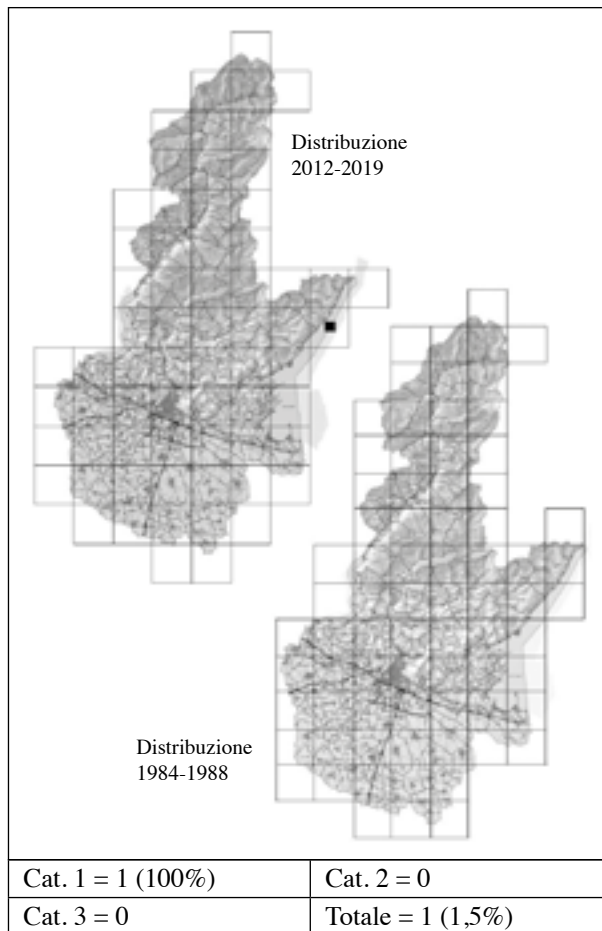 Distribuzione
2012-2019
Distribuzione
1984-1988
Cat. 1 = 1 (100%)
Cat. 2 = 0
Cat. 3 = 0
Totale = 1 (1,5%)